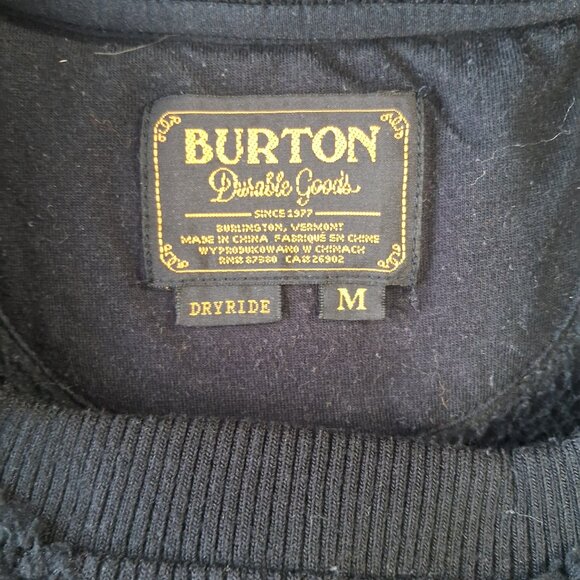 BURTON
Durable Goods
SINCE 1977
BURLINGTON, VERMONT
MADE IN CHINA FABRIQUÉ EN CHINE
WYPRODUKOWANO W CHINACH
RN# 87380 CA# 26902
DRYRIDE
M